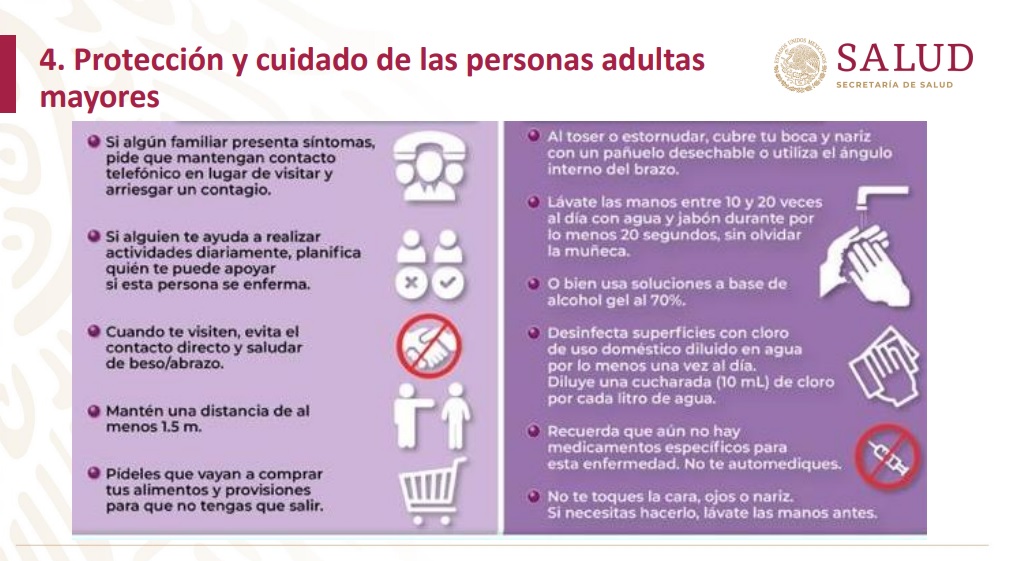 4. Protección y cuidado de las personas adultas
mayores
SALUD
SECRETARÍA DE SALUD
Si algún familiar presenta síntomas,
pide que mantengan contacto
telefónico en lugar de visitar y
arriesgar un contagio.
Si alguien te ayuda a realizar
actividades diariamente, planifica
quién te puede apoyar
si esta persona se enferma.
Cuando te visiten, evita el
contacto directo y saludar
de beso/abrazo.
Mantén una distancia de al
menos 1.5 m.
Pídeles que vayan a comprar
tus alimentos y provisiones
para que no tengas que salir.
Al toser o estornudar, cubre tu boca y nariz
con un pañuelo desechable o utiliza el ángulo
interno del brazo.
Lávate las manos entre 10 y 20 veces
al día con agua y jabón durante por
lo menos 20 segundos, sin olvidar
la muñeca.
O bien usa soluciones a base de
alcohol gel al 70%.
Desinfecta superficies con cloro
de uso doméstico diluido en agua
por lo menos una vez al día.
Diluye una cucharada (10 mL) de cloro
por cada litro de agua.
Recuerda que aún no hay
medicamentos específicos para
esta enfermedad. No te automediques.
No te toques la cara, ojos o nariz.
Si necesitas hacerlo, lávate las manos antes.